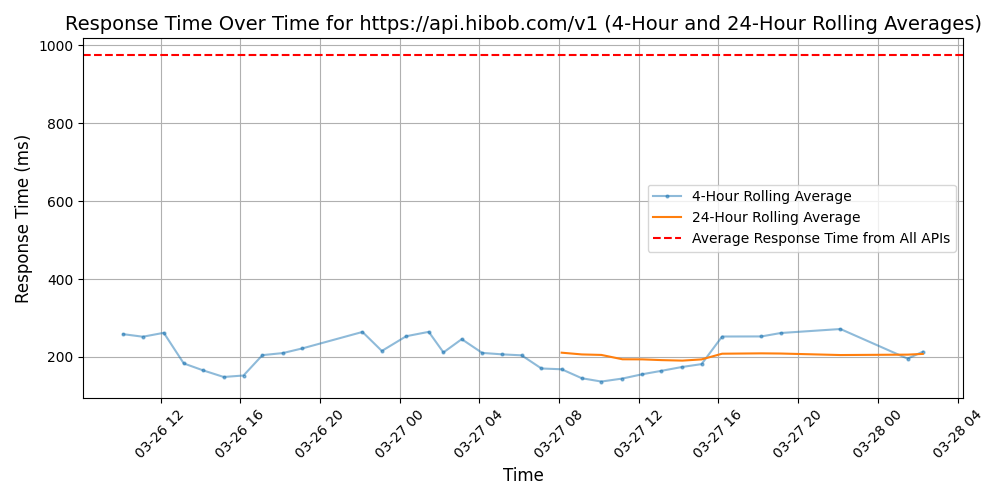 Response Time Over Time for https://api.hibob.com/v1 (4-Hour and 24-Hour Rolling Averages)
Response Time (ms)
1000
800
600
400
200
4-Hour Rolling Average
24-Hour Rolling Average
Average Response Time from All APIs
03-26 12
03-26 16
03-26 20
03-27 00
03-27 04
03-27 08
03-27 12
03-27 16
03-27 20
03-28 00
03-28 04
Time